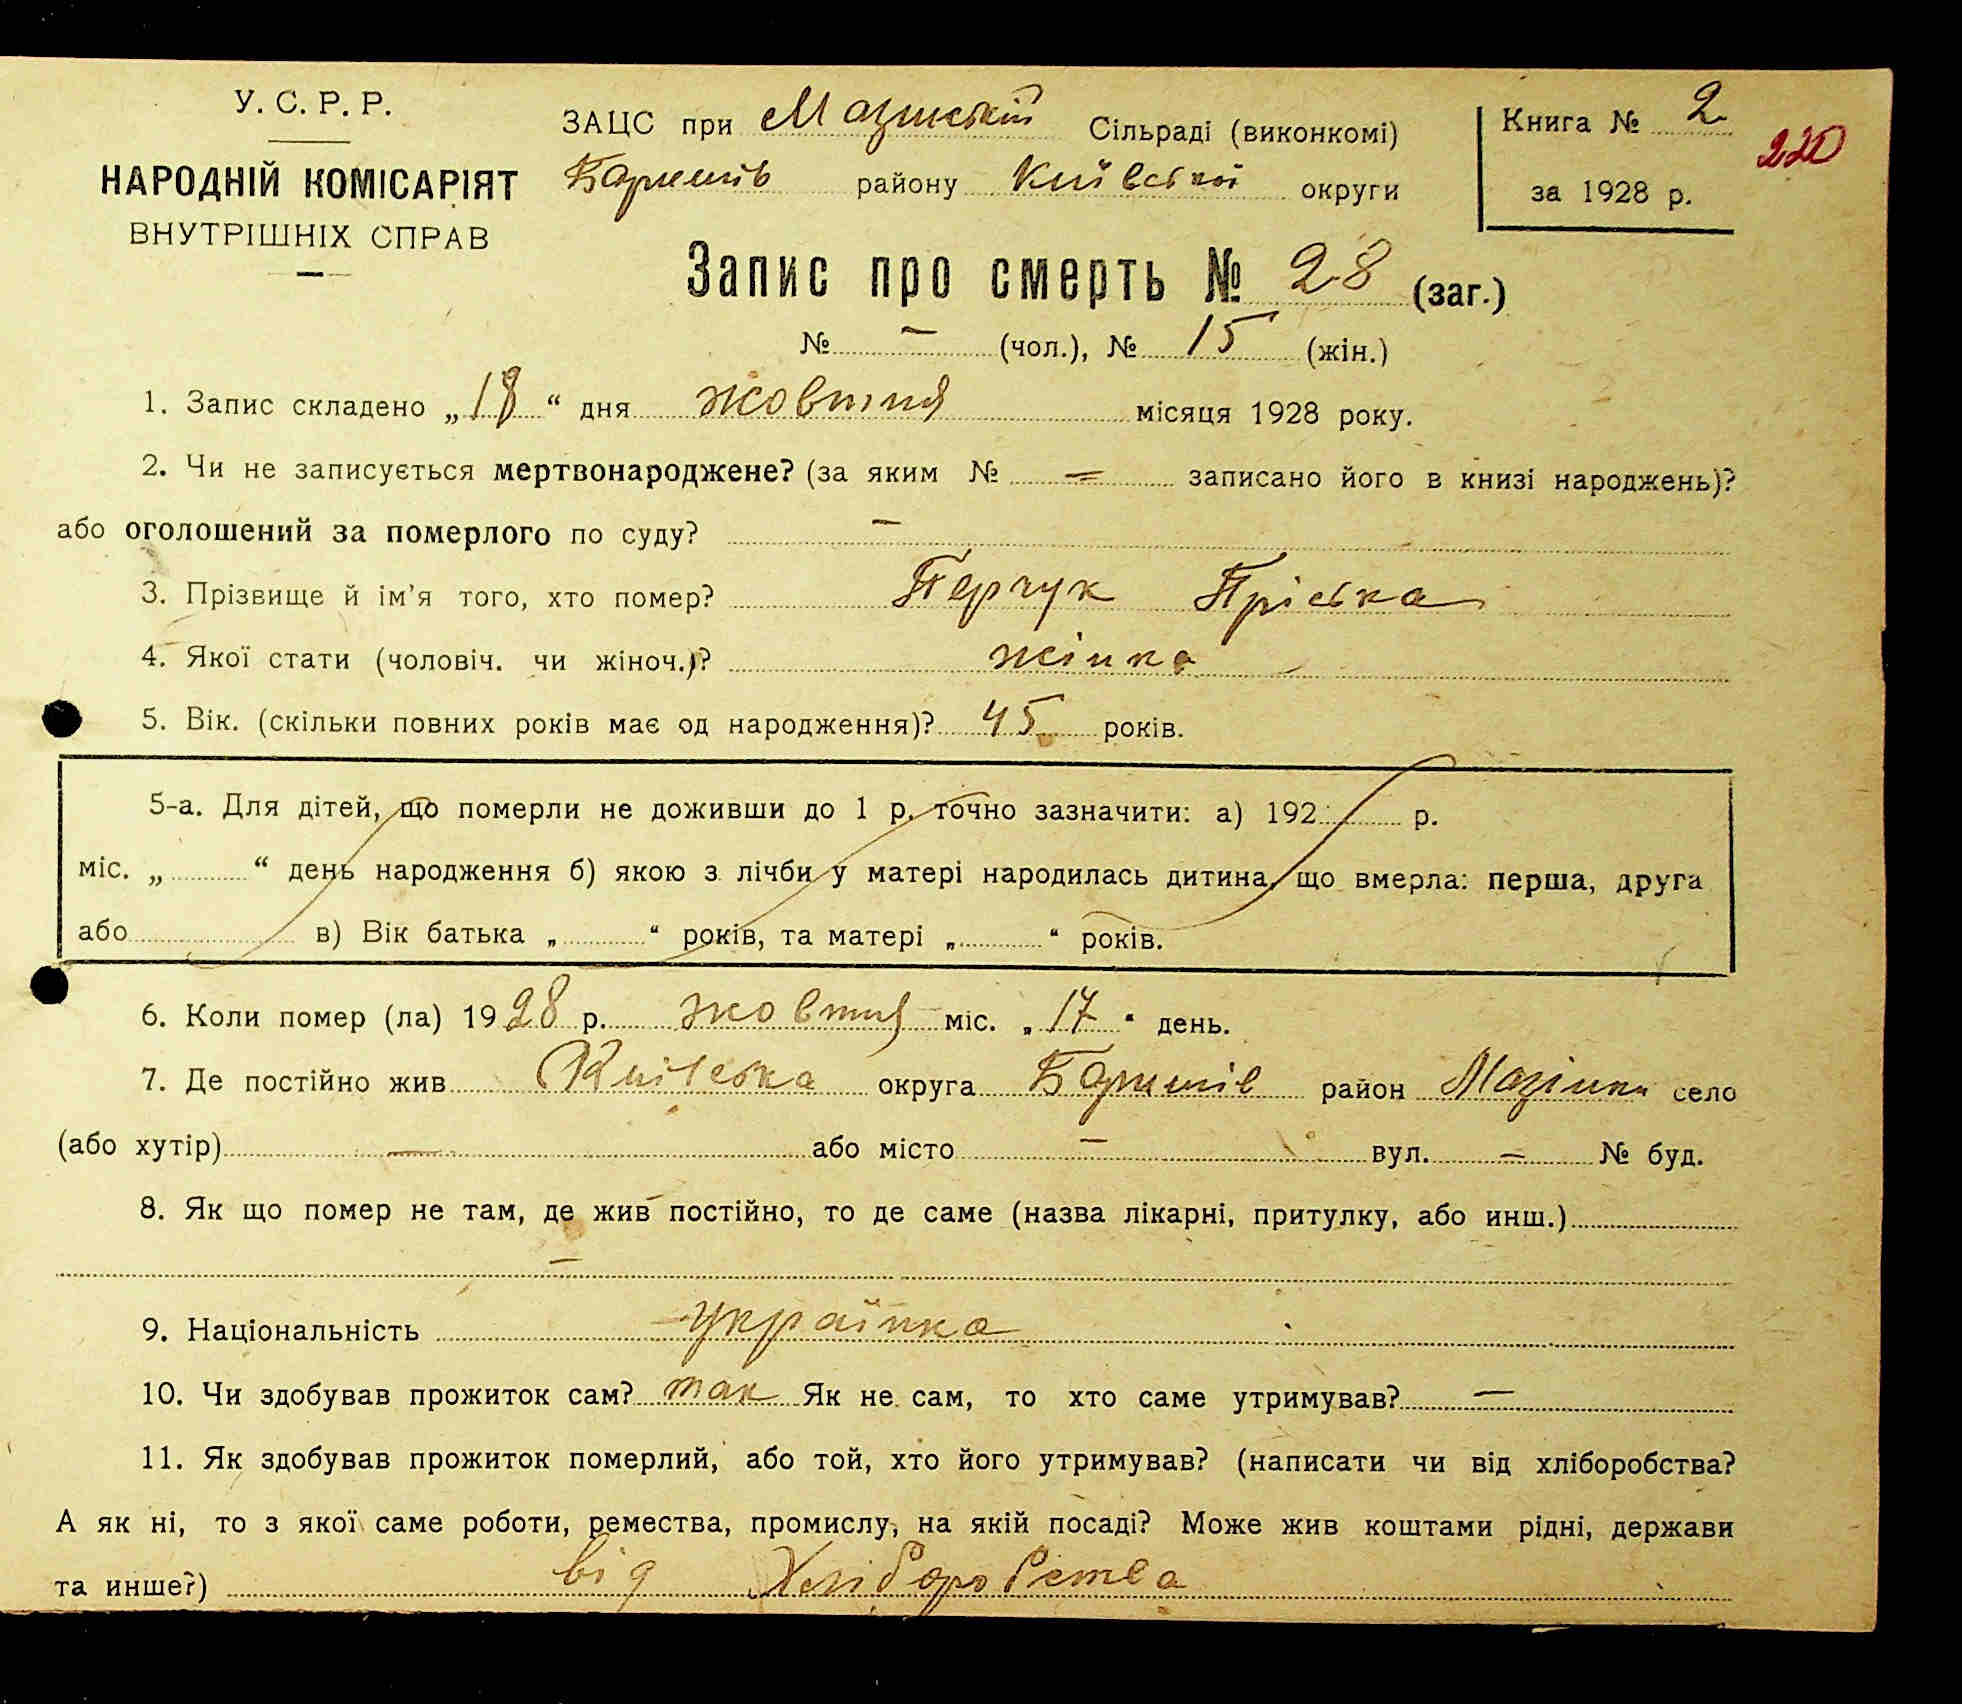 У. С. Р. Р.
НАРОДНІЙ КОМІСАРІЯТ
ВНУТРІШНІХ СПРАВ
ЗАЦС при Мазинській Сільраді (виконкомі)
Баришів району Київської округи
Книга № 2
за 1928 р.
220
Запис про смерть № 28 (заг.)
№ — (чол.), № 15 (жін.)
1. Запис складено „18“ дня жовтня місяця 1928 року.
2. Чи не записується мертвонароджене? (за яким № = записано його в книзі народжень)?
або оголошений за померлого по суду? —
3. Прізвище й ім’я того, хто помер? Перчук Пріська
4. Якої стати (чоловіч. чи жіноч.)? жінка
5. Вік. (скільки повних років має од народження)? 45 років.
5-а. Для дітей, що померли не доживши до 1 р. точно зазначити: а) 192 р.
міс. „ “ день народження б) якою з лічби у матері народилась дитина, що вмерла: перша, друга
або в) Вік батька „ “ років, та матері „ “ років.
6. Коли помер (ла) 1928 р. жовтня міс. „17“ день.
7. Де постійно жив Київська округа Баришів район Мазінки село
(або хутір) — або місто — вул. — № буд.
8. Як що помер не там, де жив постійно, то де саме (назва лікарні, притулку, або инш.)
—
9. Національність українка
10. Чи здобував прожиток сам? так Як не сам, то хто саме утримував? —
11. Як здобував прожиток померлий, або той, хто його утримував? (написати чи від хліборобства?
А як ні, то з якої саме роботи, ремества, промислу, на якій посаді? Може жив коштами рідні, держави
та инше?) від Хліборобства